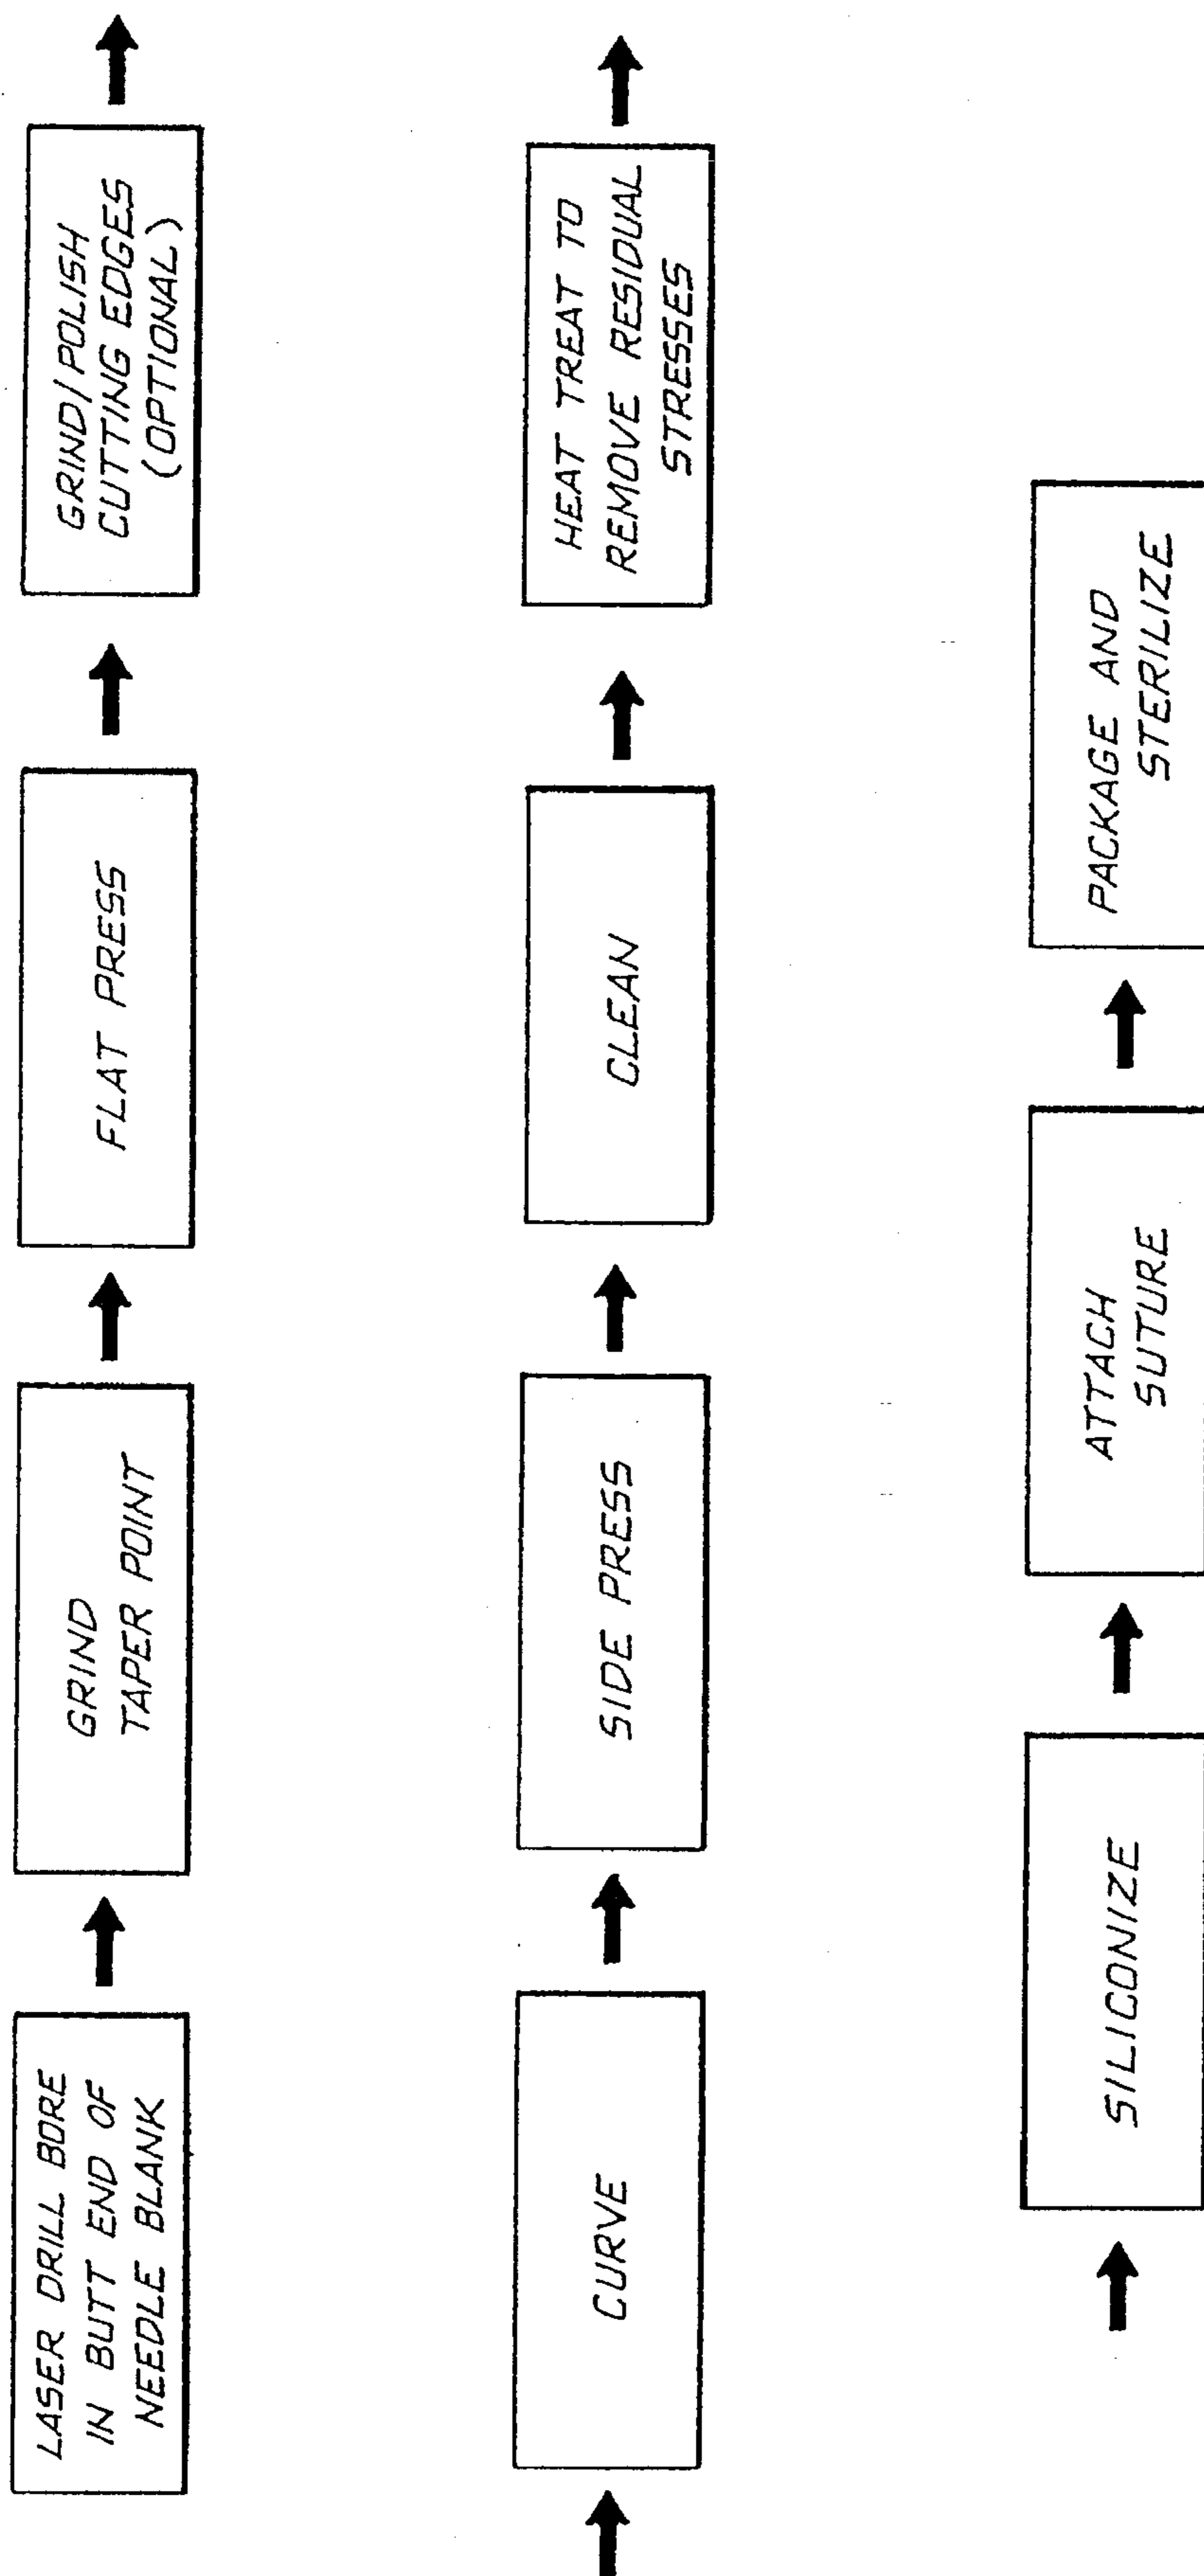 LASER DRILL BORE
IN BUTT END OF
NEEDLE BLANK
GRIND
TAPER POINT
FLAT PRESS
GRIND/POLISH
CUTTING EDGES
(OPTIONAL)
CURVE
SIDE PRESS
CLEAN
HEAT TREAT TO
REMOVE RESIDUAL
STRESSES
SILICONIZE
ATTACH
SUTURE
PACKAGE AND
STERILIZE